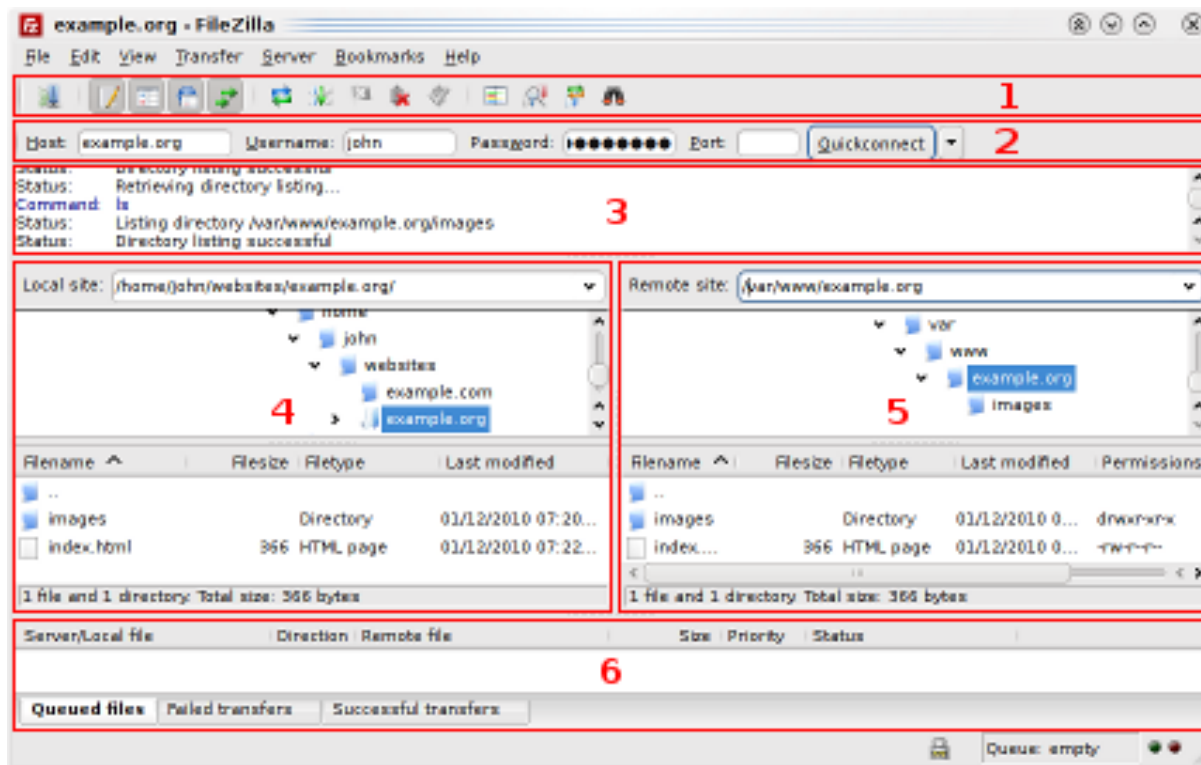 example.org - FileZilla
File Edit View Transfer Server Bookmarks Help
1
Host: example.org Username: john Password: Port: Quickconnect
2
Status: Directory listing successful
Status: Retrieving directory listing...
Command: ls
Status: Listing directory /var/www/example.org/images
Status: Directory listing successful
3
Local site: /home/john/websites/example.org/
home
john
websites
example.com
example.org
4
Filename Filesize Filetype Last modified
..
images Directory 01/12/2010 07:20...
index.html 366 HTML page 01/12/2010 07:22...
1 file and 1 directory. Total size: 366 bytes
Remote site: /var/www/example.org
var
www
example.org
images
5
Filename Filesize Filetype Last modified Permissions
..
images Directory 01/12/2010 0... drwxr-xr-x
index.... 366 HTML page 01/12/2010 0... -rw-r--r--
1 file and 1 directory. Total size: 366 bytes
Server/Local file Direction Remote file Size Priority Status
6
Queued files Failed transfers Successful transfers
Queue: empty